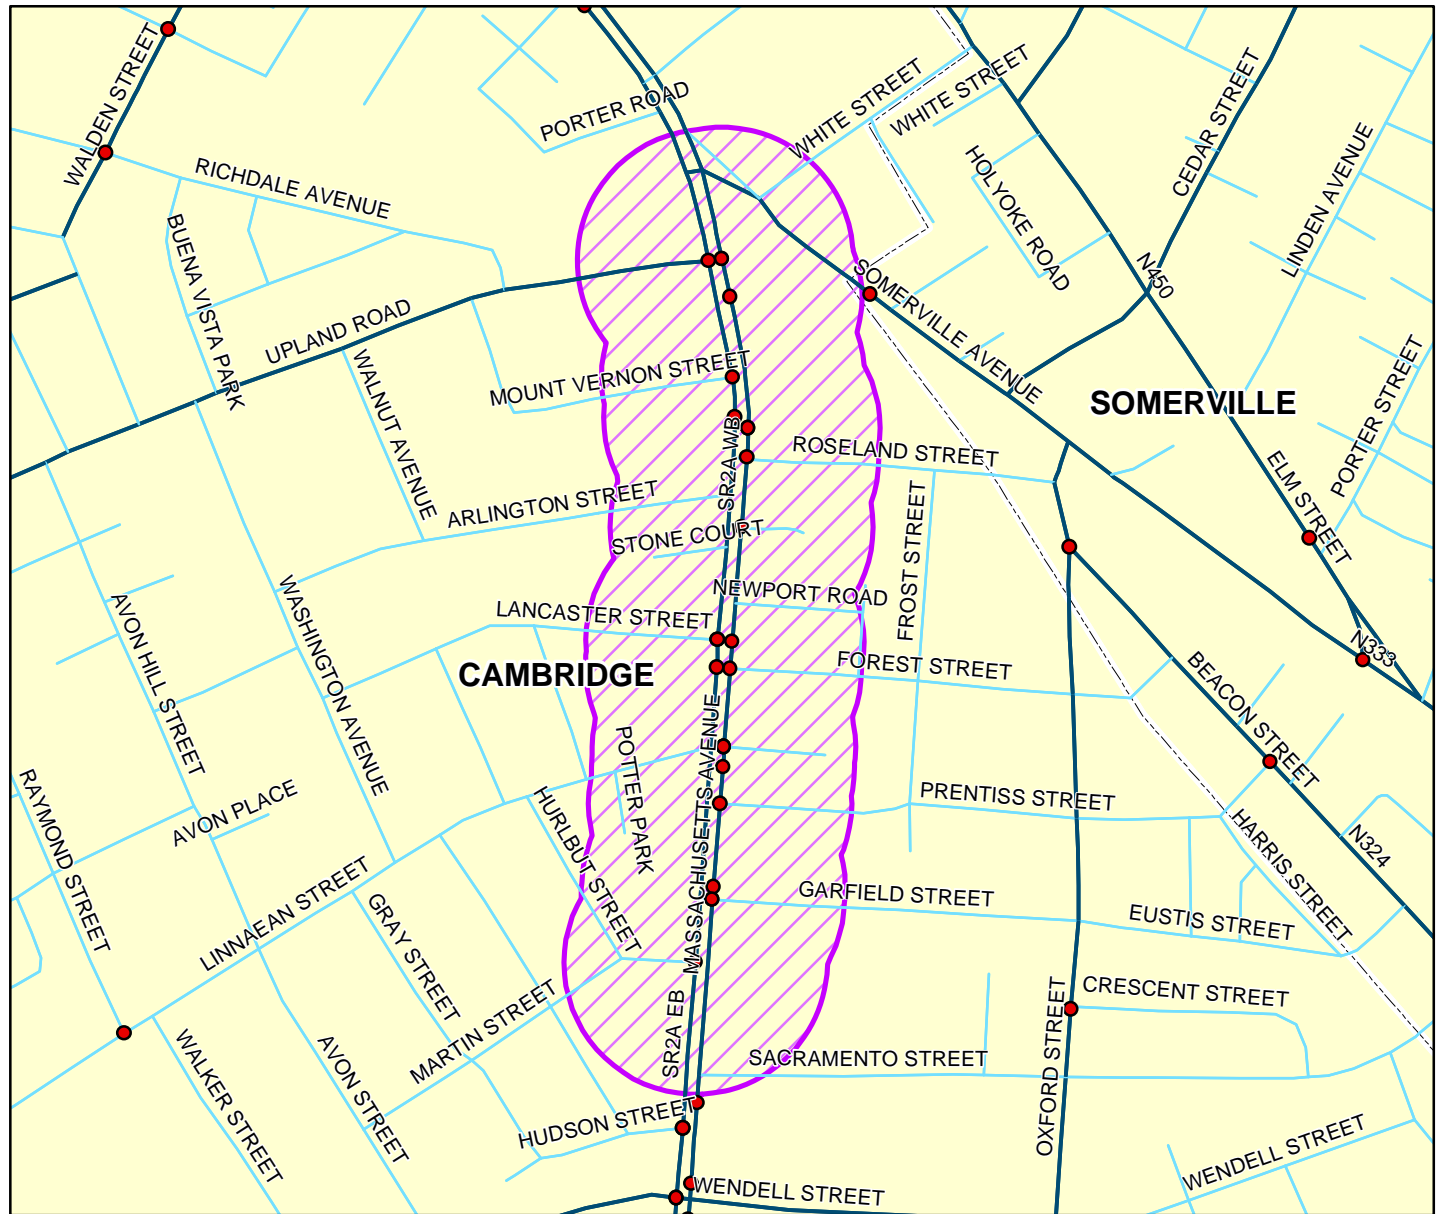 WALDEN STREET
PORTER ROAD
WHITE STREET
WHITE STREET
CEDAR STREET
RICHDALE AVENUE
HOLYOKE ROAD
LINDEN AVENUE
BUENA VISTA PARK
N450
SOMERVILLE AVENUE
UPLAND ROAD
WALNUT AVENUE
MOUNT VERNON STREET
SOMERVILLE
PORTER STREET
SR2A WB
ROSELAND STREET
ELM STREET
ARLINGTON STREET
STONE COURT
FROST STREET
NEWPORT ROAD
AVON HILL STREET
WASHINGTON AVENUE
LANCASTER STREET
CAMBRIDGE
FOREST STREET
N333
BEACON STREET
MASSACHUSETTS AVENUE
POTTER PARK
RAYMOND STREET
AVON PLACE
HURLBUT STREET
PRENTISS STREET
HARRIS STREET
N324
LINNAEAN STREET
GRAY STREET
GARFIELD STREET
EUSTIS STREET
MARTIN STREET
SR2A EB
CRESCENT STREET
OXFORD STREET
WALKER STREET
AVON STREET
SACRAMENTO STREET
HUDSON STREET
WENDELL STREET
WENDELL STREET